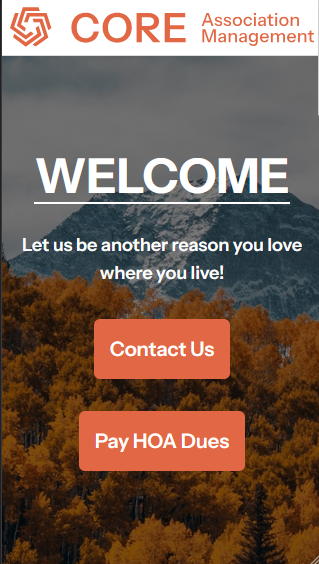 CORE Association
Management
WELCOME
Let us be another reason you love
where you live!
Contact Us
Pay HOA Dues